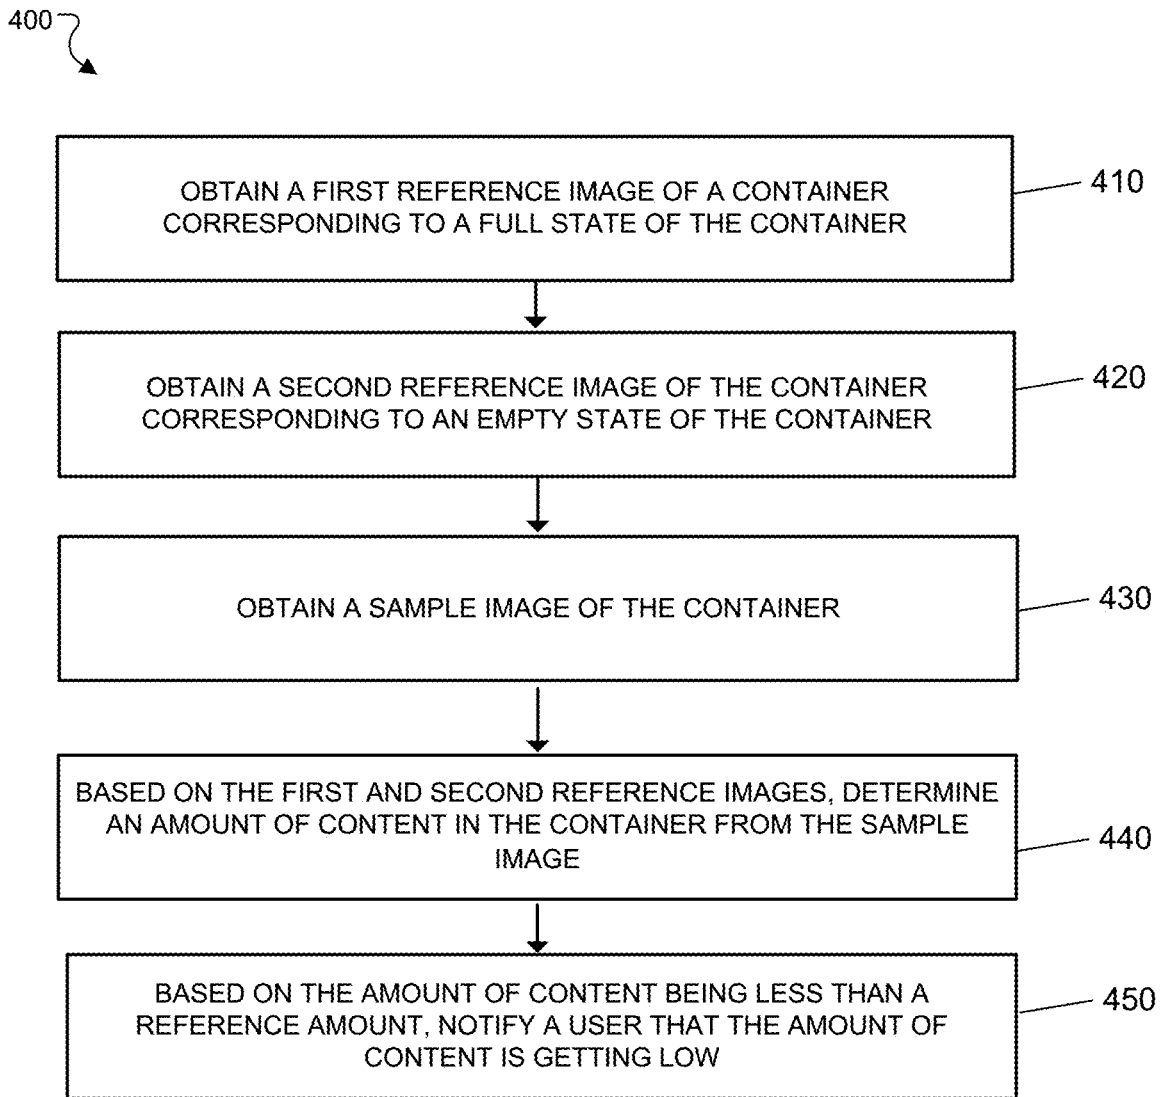 400
OBTAIN A FIRST REFERENCE IMAGE OF A CONTAINER
CORRESPONDING TO A FULL STATE OF THE CONTAINER
410
OBTAIN A SECOND REFERENCE IMAGE OF THE CONTAINER
CORRESPONDING TO AN EMPTY STATE OF THE CONTAINER
420
OBTAIN A SAMPLE IMAGE OF THE CONTAINER
430
BASED ON THE FIRST AND SECOND REFERENCE IMAGES, DETERMINE
AN AMOUNT OF CONTENT IN THE CONTAINER FROM THE SAMPLE
IMAGE
440
BASED ON THE AMOUNT OF CONTENT BEING LESS THAN A
REFERENCE AMOUNT, NOTIFY A USER THAT THE AMOUNT OF
CONTENT IS GETTING LOW
450